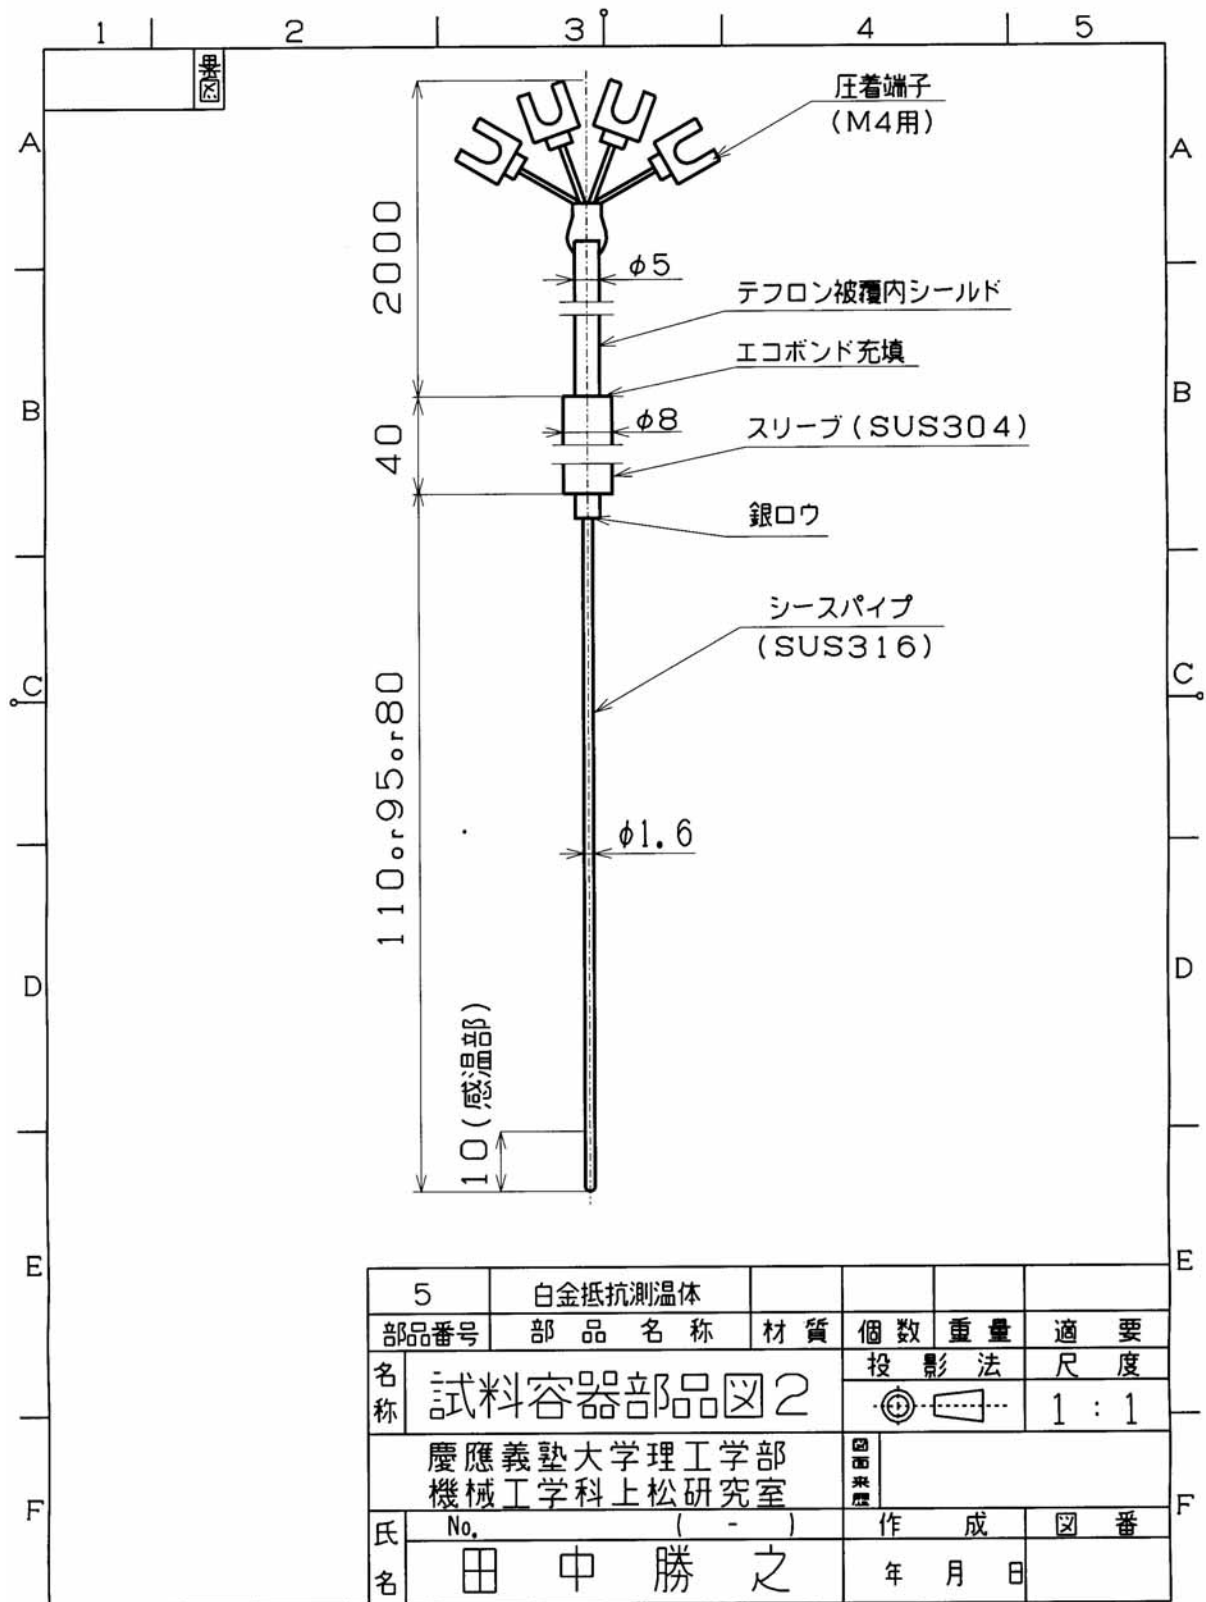 1 2 3 4 5
図番
A
A
圧着端子
(M4用)
2000
φ5
テフロン被覆内シールド
エコボンド充填
B
B
40
φ8
スリーブ(SUS304)
銀ロウ
シースパイプ
(SUS316)
C
C
110or95or80
φ1.6
D
D
10(感温部)
E
E
5 白金抵抗測温体
部品番号 部品名称 材質 個数 重量 適要
名称 試料容器部品図2 投影法 尺度
1:1
慶應義塾大学理工学部
機械工学科上松研究室
図面来歴
F
F
氏名 No. ( - ) 作成 図番
田中勝之 年月日